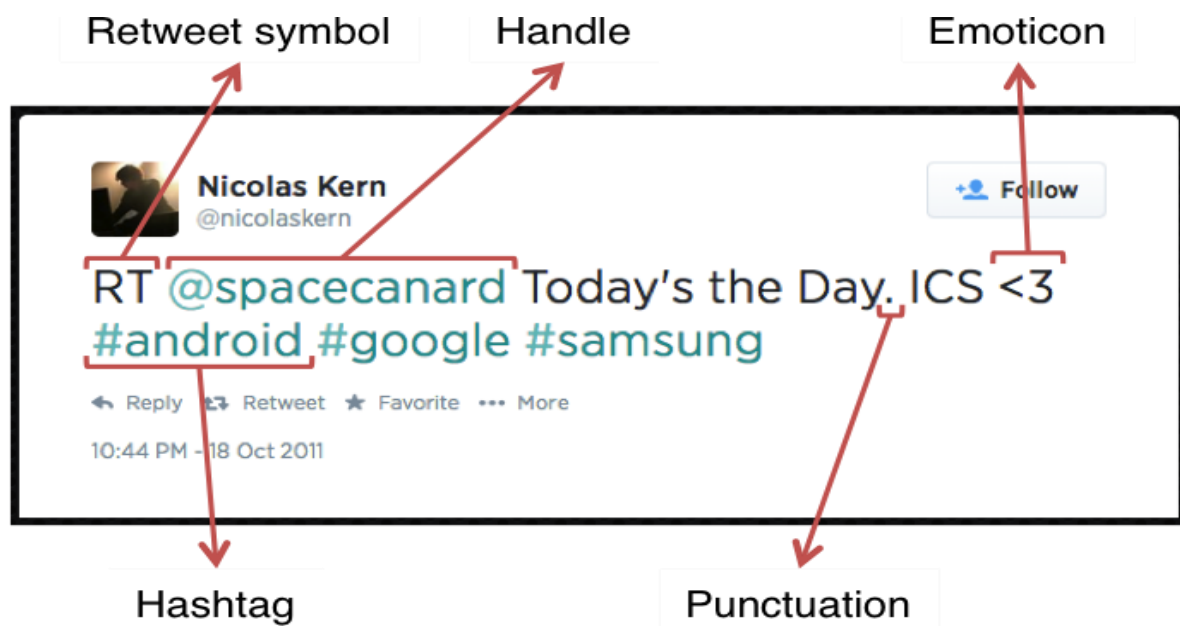 Retweet symbol Handle Emoticon
Nicolas Kern
@nicolaskern
Follow
RT @spacecanard Today's the Day. ICS <3
#android #google #samsung
Reply Retweet Favorite More
10:44 PM - 18 Oct 2011
Hashtag Punctuation